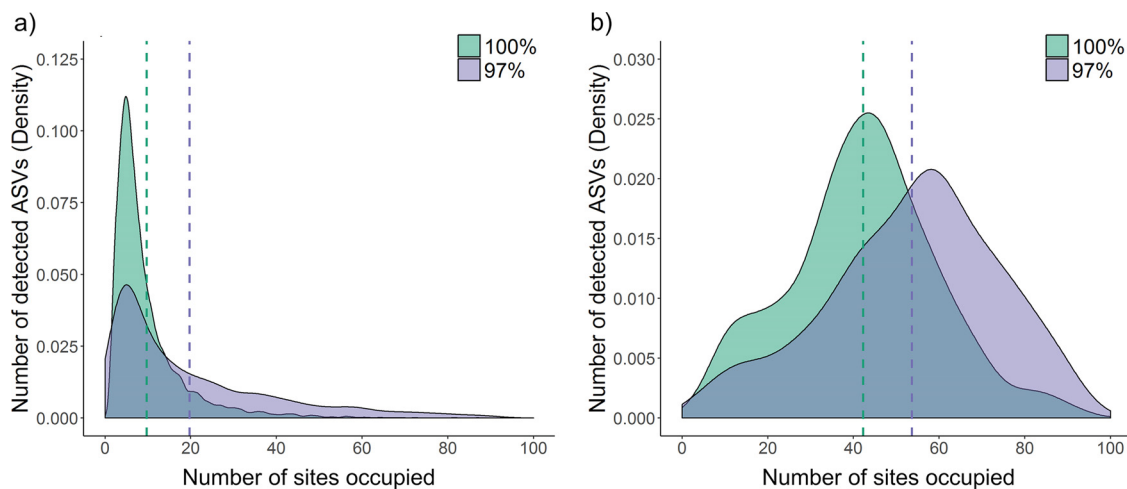 a)
100%
97%
0.125
0.100
0.075
0.050
0.025
0.000
Number of detected ASVs (Density)
0 20 40 60 80 100
Number of sites occupied
b)
100%
97%
0.030
0.025
0.020
0.015
0.010
0.005
0.000
Number of detected ASVs (Density)
0 20 40 60 80 100
Number of sites occupied